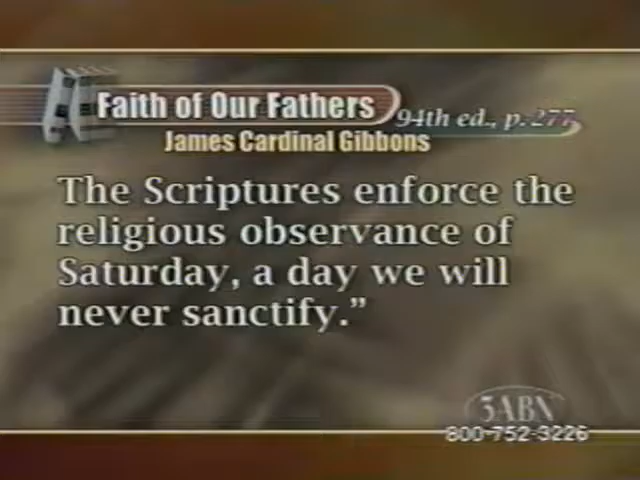 Faith of Our Fathers
94th ed., p. 277
James Cardinal Gibbons
The Scriptures enforce the
religious observance of
Saturday, a day we will
never sanctify.”
3ABN
800-752-3226